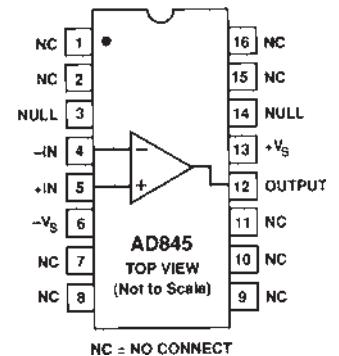 NC 1 16 NC
NC 2 15 NC
NULL 3 14 NULL
–IN 4 – 13 +VS
+IN 5 + 12 OUTPUT
–VS 6 11 NC
NC 7 10 NC
NC 8 9 NC
AD845
TOP VIEW
(Not to Scale)
NC = NO CONNECT